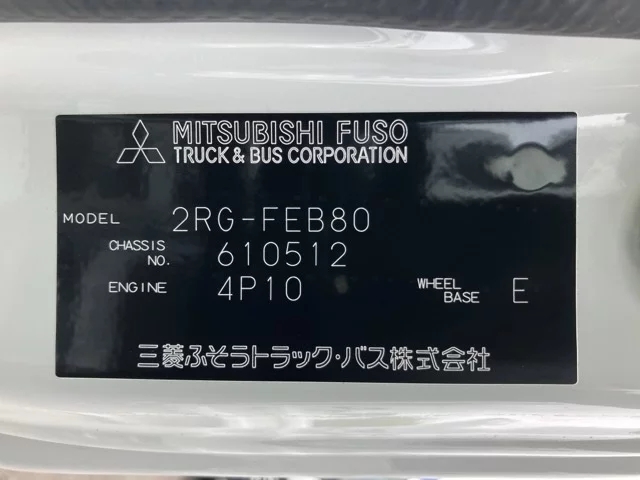 MITSUBISHI FUSO
TRUCK & BUS CORPORATION
MODEL 2RG-FEB80
CHASSIS NO. 610512
ENGINE 4P10 WHEEL BASE E
三菱ふそうトラック・バス株式会社